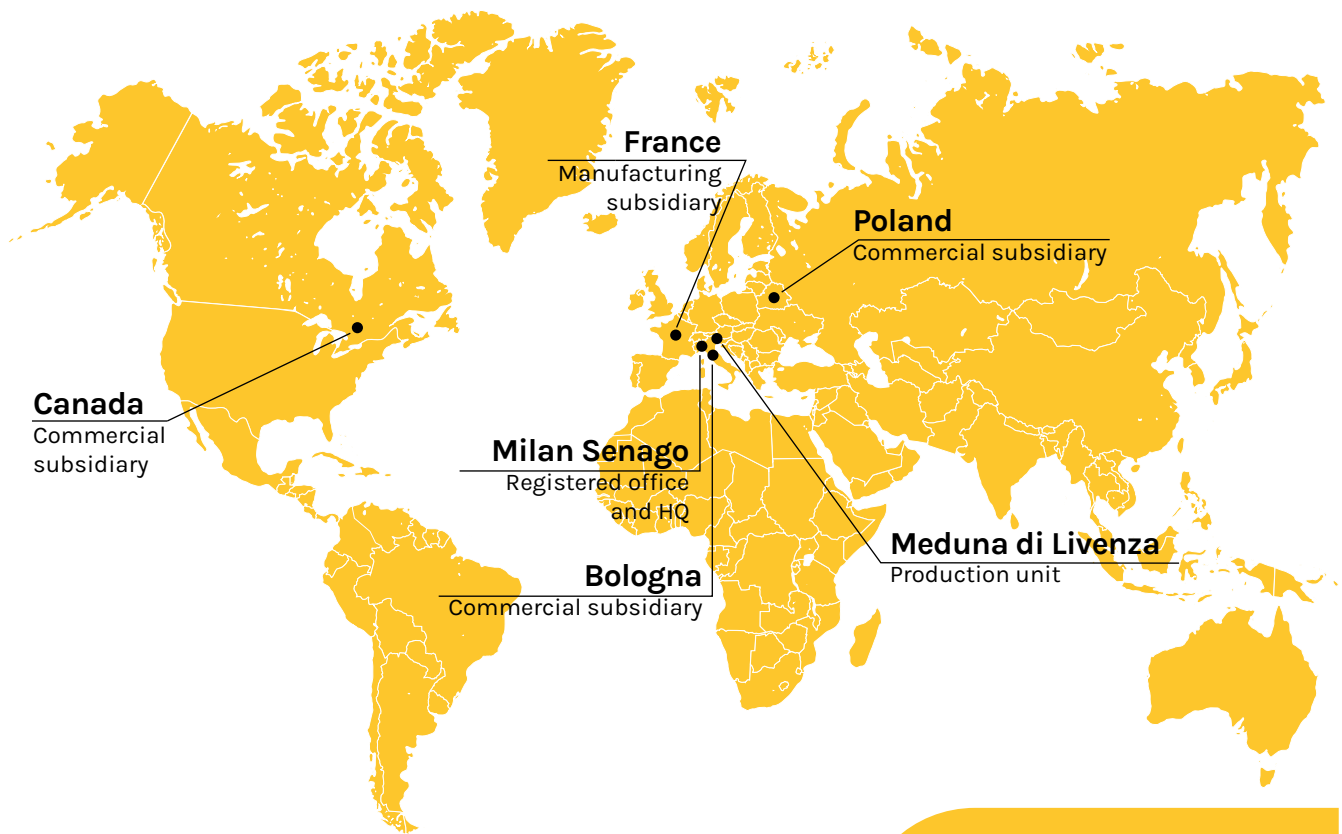 France
Manufacturing
subsidiary
Poland
Commercial subsidiary
Canada
Commercial
subsidiary
Milan Senago
Registered office
and HQ
Meduna di Livenza
Production unit
Bologna
Commercial subsidiary